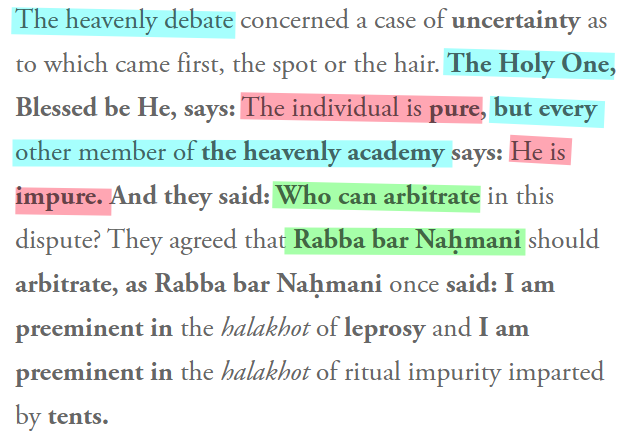 The heavenly debate concerned a case of uncertainty as
to which came first, the spot or the hair. The Holy One,
Blessed be He, says: The individual is pure, but every
other member of the heavenly academy says: He is
impure. And they said: Who can arbitrate in this
dispute? They agreed that Rabba bar Naḥmani should
arbitrate, as Rabba bar Naḥmani once said: I am
preeminent in the halakhot of leprosy and I am
preeminent in the halakhot of ritual impurity imparted
by tents.